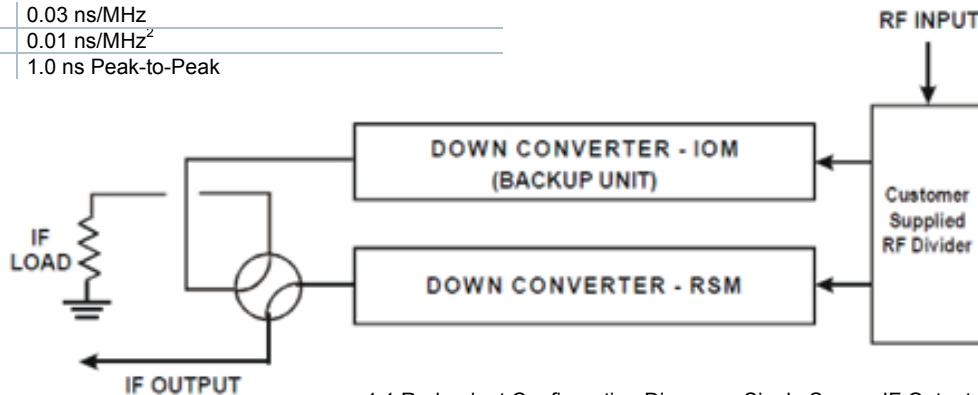 0.03 ns/MHz
0.01 ns/MHz²
1.0 ns Peak-to-Peak
RF INPUT
DOWN CONVERTER - IOM
(BACKUP UNIT)
Customer
Supplied
RF Divider
IF
LOAD
DOWN CONVERTER - RSM
IF OUTPUT